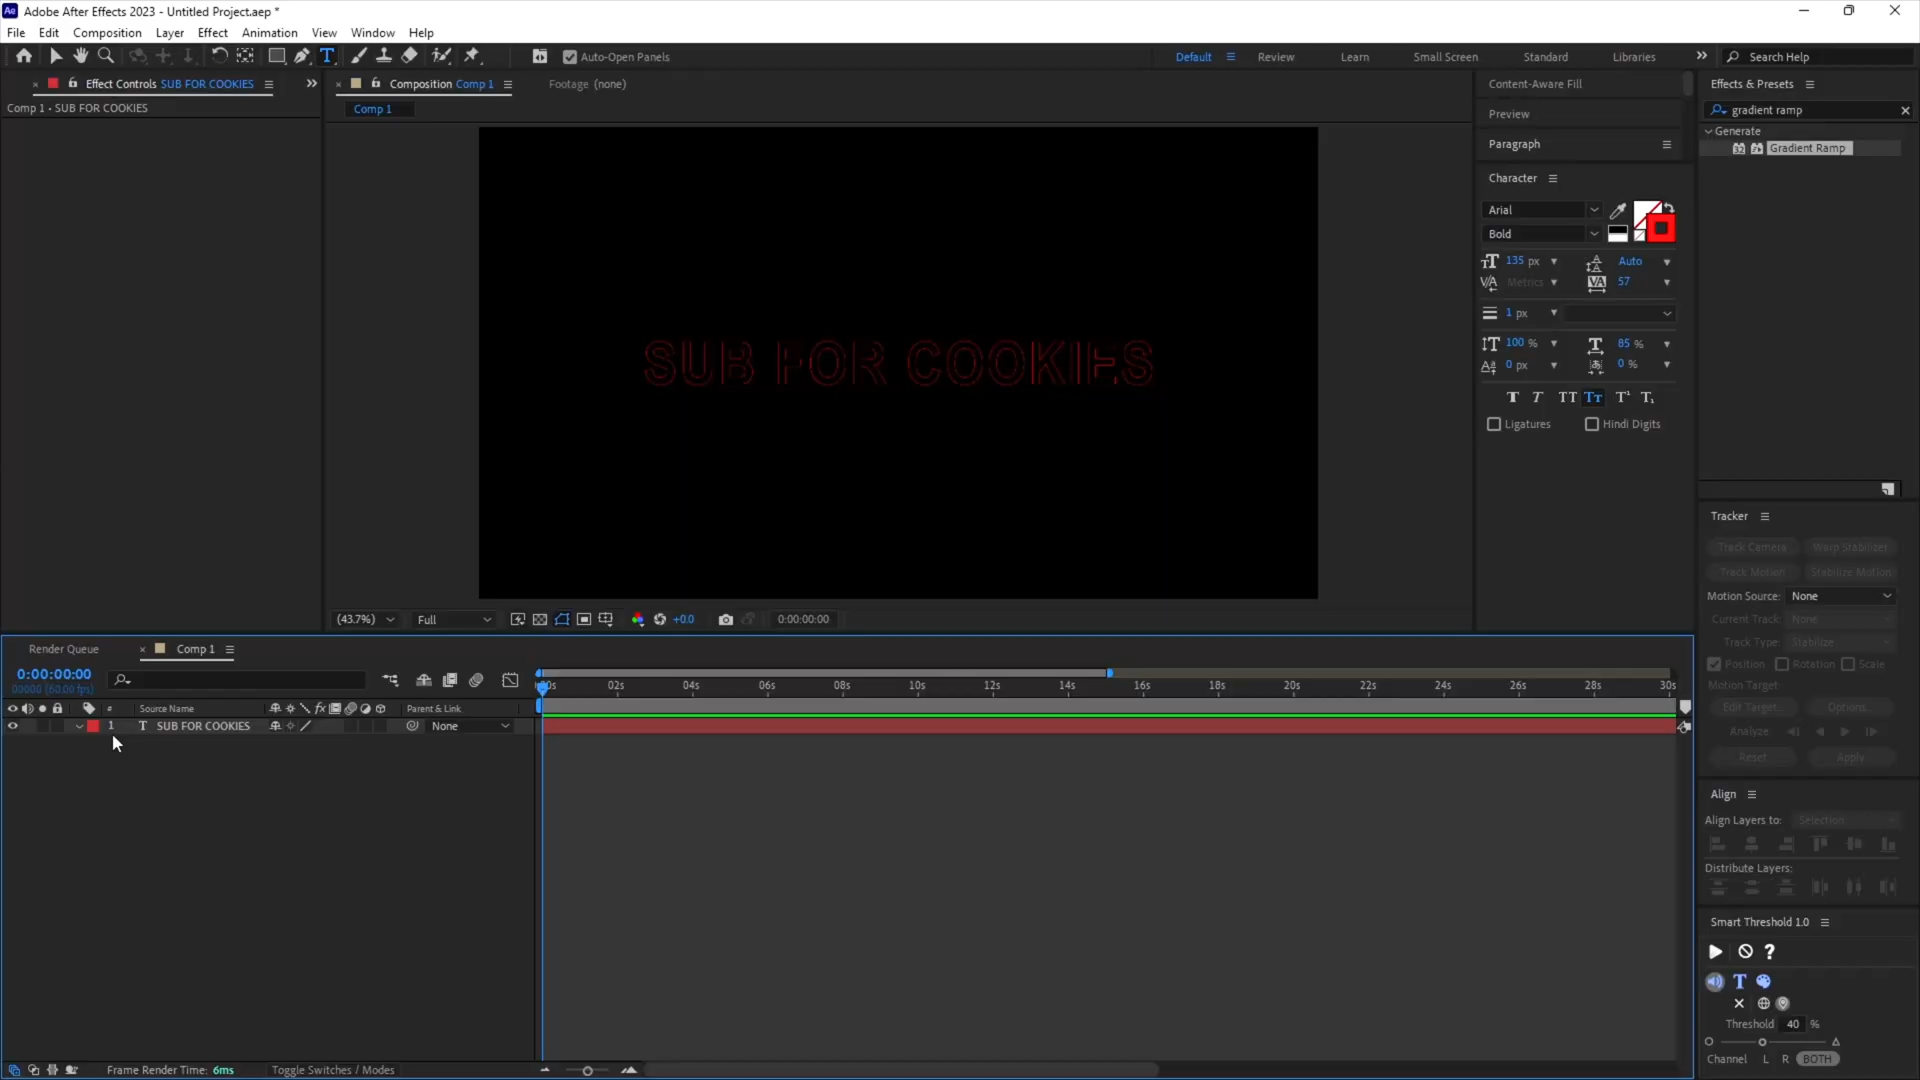 Adobe After Effects 2023 - Untitled Project.aep *
File Edit Composition Layer Effect Animation View Window Help
Auto-Open Panels
Default Review Learn Small Screen Standard Libraries Search Help
Effect Controls SUB FOR COOKIES
Composition Comp 1
Footage (none)
Comp 1 - SUB FOR COOKIES
Comp 1
SUB FOR COOKIES
(43.7%) Full +0.0 0:00:00:00
Content-Aware Fill
Preview
Paragraph
Character
Arial
Bold
135 px Auto
Metrics 57
1 px
100 % 85 %
0 px 0 %
Ligatures Hindi Digits
Effects & Presets
gradient ramp
Generate
Gradient Ramp
Tracker
Track Camera Warp Stabilizer
Track Motion Stabilize Motion
Motion Source: None
Current Track: None
Track Type: Stabilize
Position Rotation Scale
Motion Target:
Edit Target... Options...
Analyze:
Reset Apply
Align
Align Layers to: Selection
Distribute Layers:
Smart Threshold 1.0
Threshold 40 %
Channel L R BOTH
Render Queue Comp 1
0:00:00:00
00000 (60.00 fps)
02s 04s 06s 08s 10s 12s 14s 16s 18s 20s 22s 24s 26s 28s 30s
# Source Name fx Parent & Link
1 T SUB FOR COOKIES None
Frame Render Time: 6ms Toggle Switches / Modes